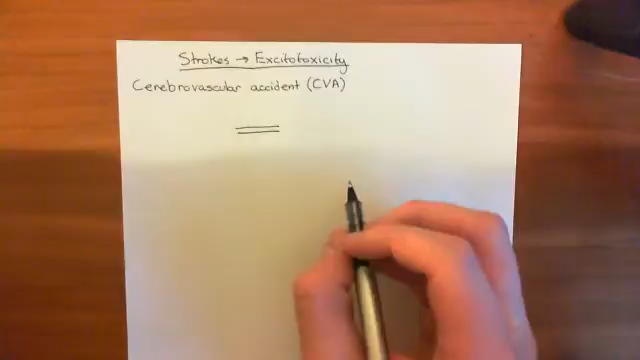 Strokes → Excitotoxicity
Cerebrovascular accident (CVA)